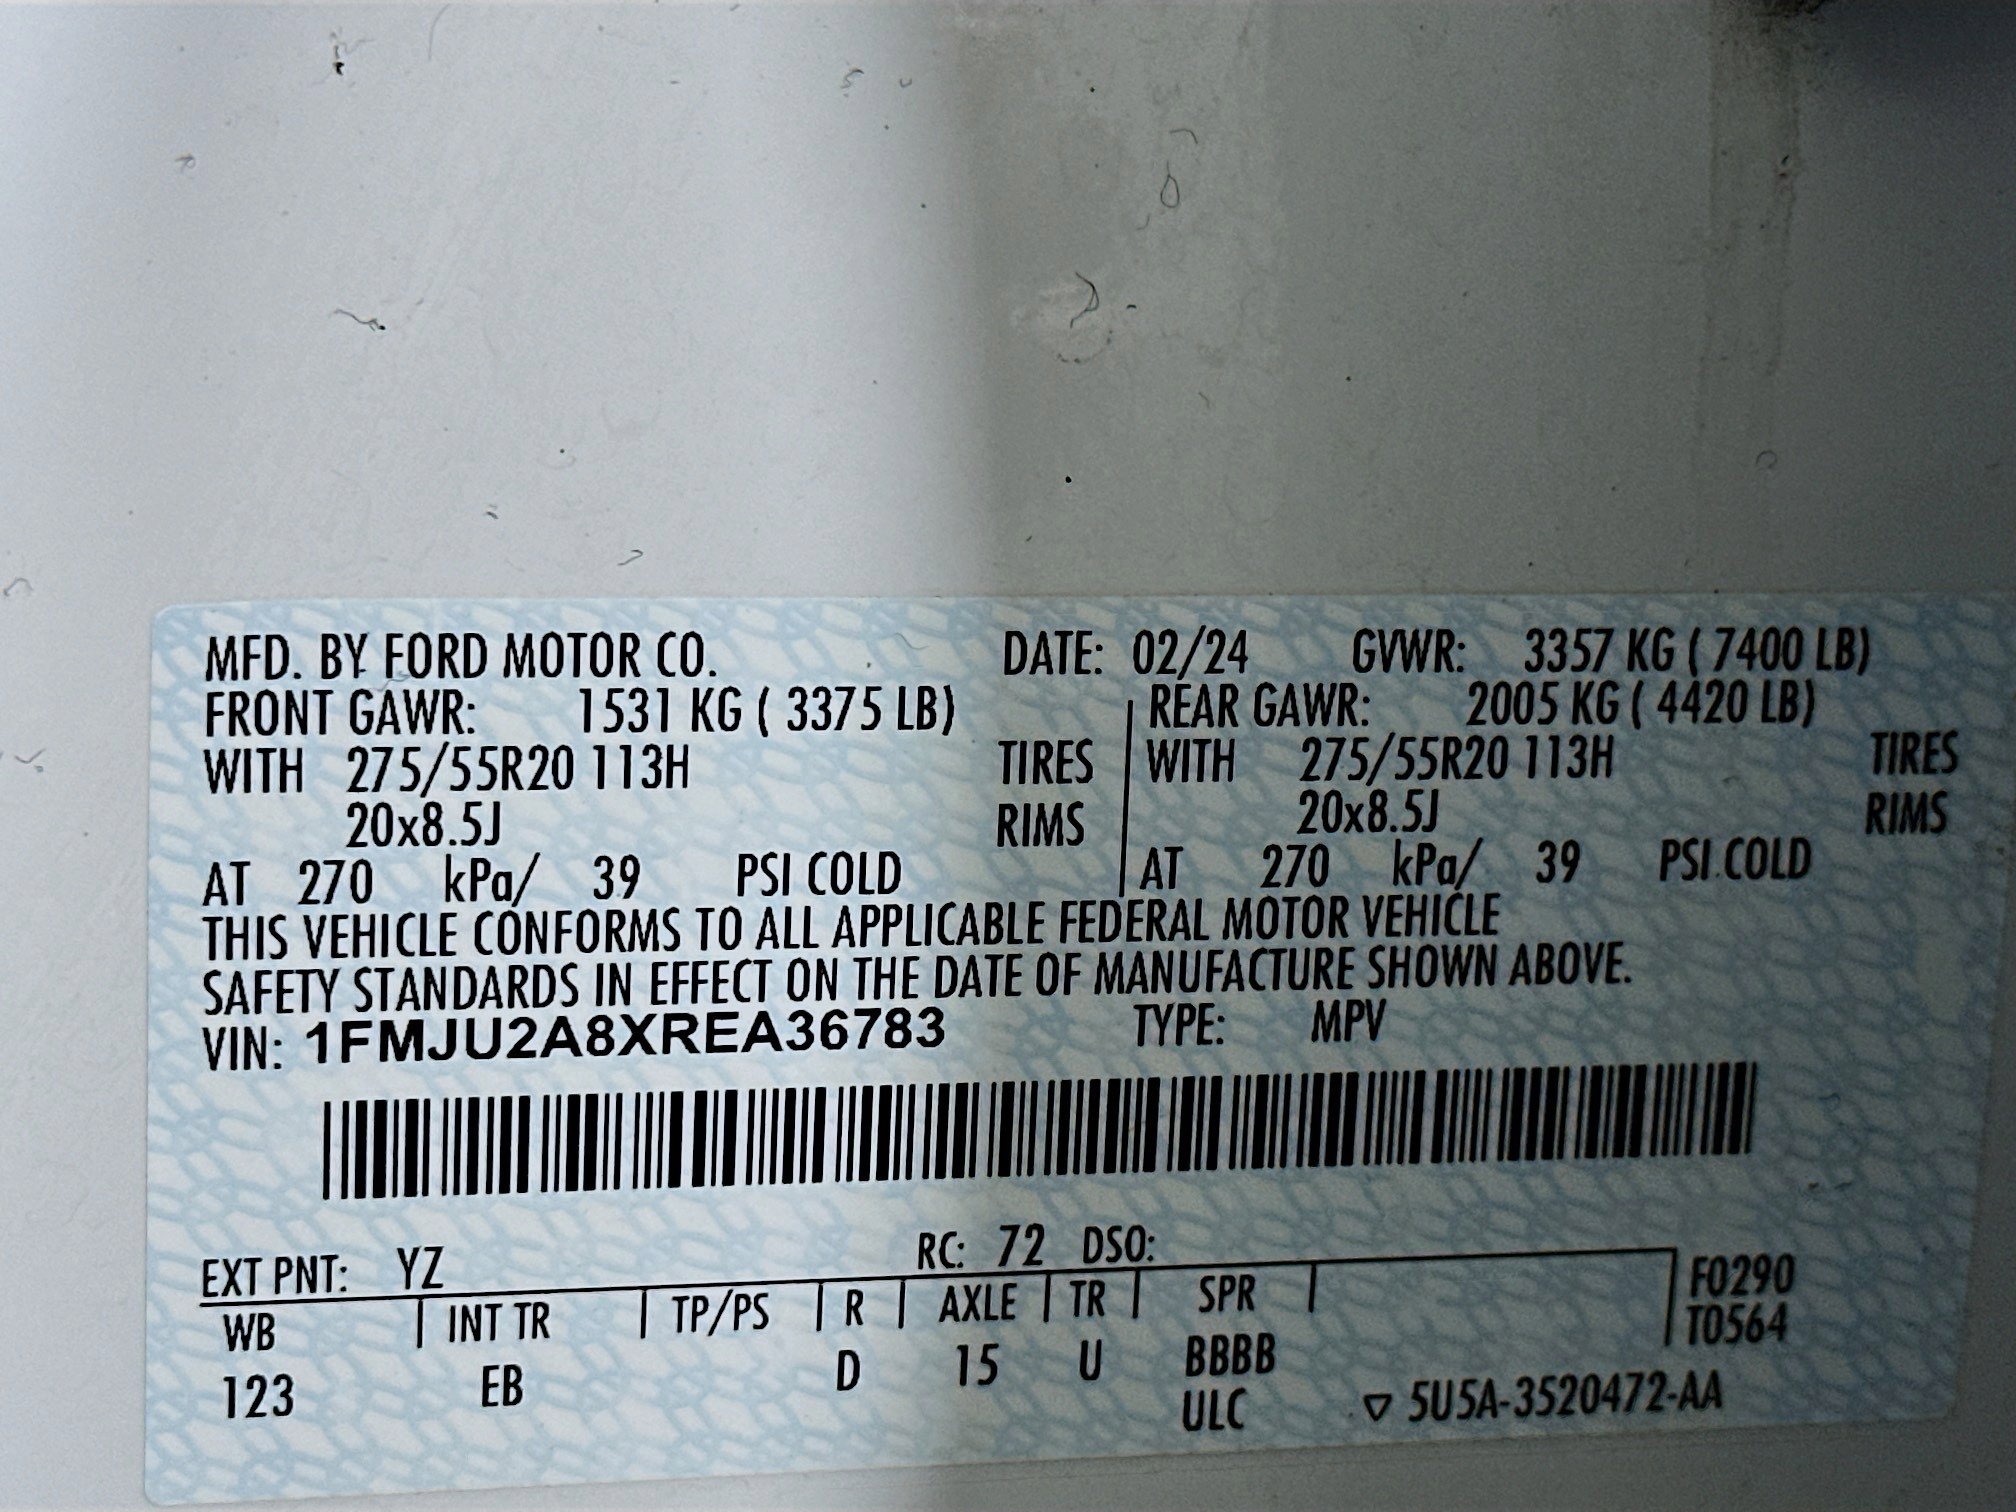 MFD. BY FORD MOTOR CO. DATE: 02/24 GVWR: 3357 KG ( 7400 LB)
FRONT GAWR: 1531 KG ( 3375 LB) REAR GAWR: 2005 KG ( 4420 LB)
WITH 275/55R20 113H TIRES WITH 275/55R20 113H TIRES
20x8.5J RIMS 20x8.5J RIMS
AT 270 kPa/ 39 PSI COLD AT 270 kPa/ 39 PSI COLD
THIS VEHICLE CONFORMS TO ALL APPLICABLE FEDERAL MOTOR VEHICLE
SAFETY STANDARDS IN EFFECT ON THE DATE OF MANUFACTURE SHOWN ABOVE.
VIN: 1FMJU2A8XREA36783 TYPE: MPV
EXT PNT: YZ RC: 72 DSO:
WB INT TR TP/PS R AXLE TR SPR F0290
T0564
123 EB D 15 U BBBB
ULC ▽ 5U5A-3520472-AA